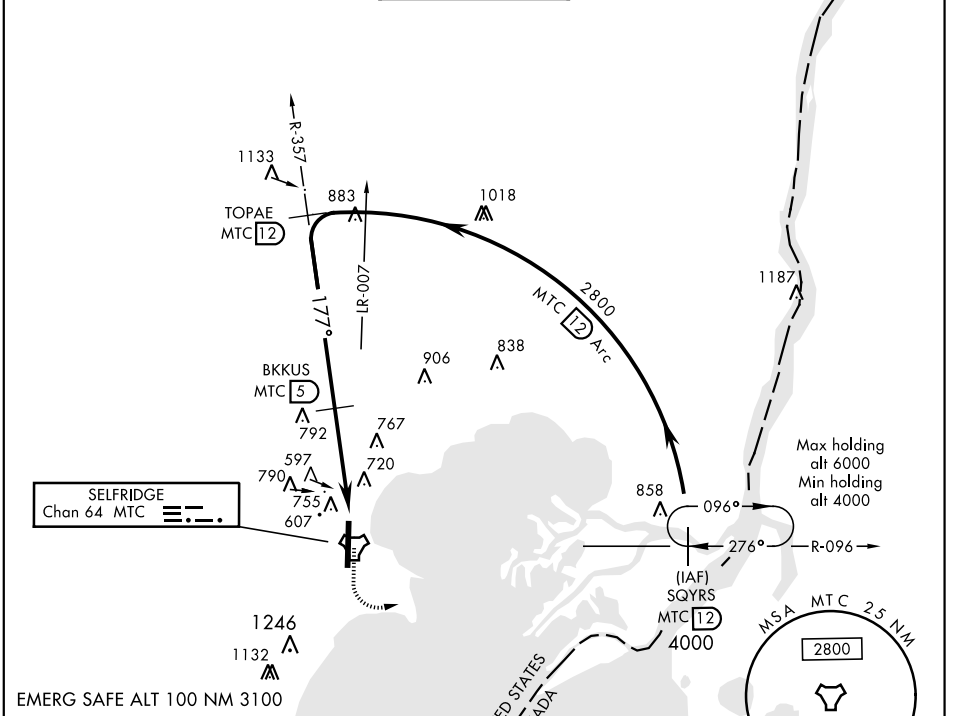 R-357
1133
883
1018
TOPAE
MTC 12
LR-007
1187
2800
MTC 12 Arc
177°
906
838
BKKUS
MTC 5
792
767
Max holding
alt 6000
Min holding
alt 4000
597
720
790
755
858
096°
SELFRIDGE
Chan 64 MTC
607
276°
R-096
(IAF)
SQYRS
MTC 12
4000
MSA MTC 25 NM
1246
2800
1132
EMERG SAFE ALT 100 NM 3100
ED STATES
ADA